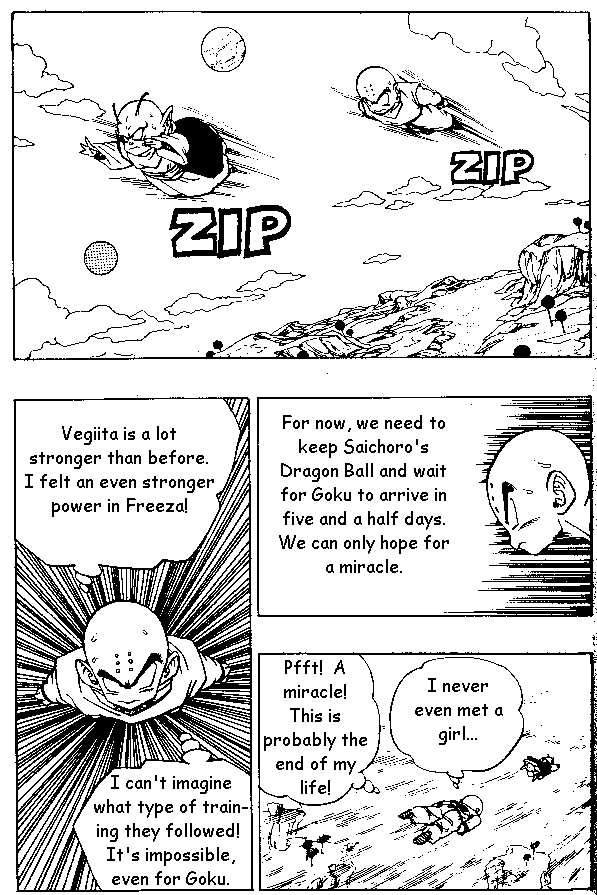 ZIP
ZIP
Vegiita is a lot
stronger than before.
I felt an even stronger
power in Freeza!
I can't imagine
what type of train-
ing they followed!
It's impossible,
even for Goku.
For now, we need to
keep Saichoro's
Dragon Ball and wait
for Goku to arrive in
five and a half days.
We can only hope for
a miracle.
Pfft! A
miracle!
This is
probably the
end of my
life!
I never
even met a
girl...